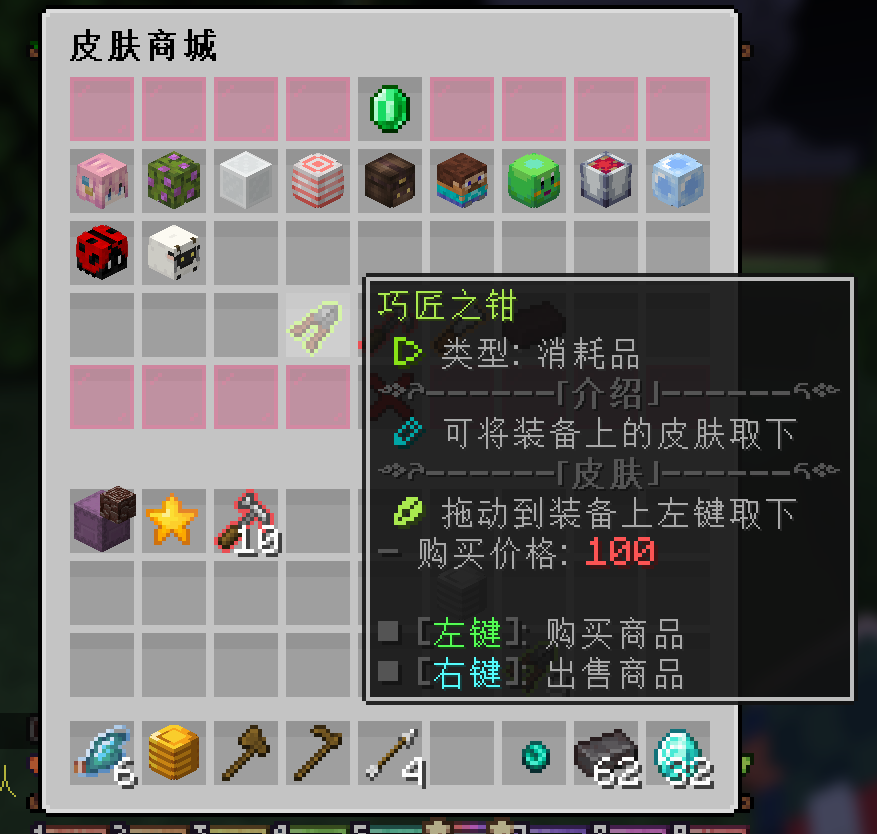 皮肤商城
巧匠之钳
类型: 消耗品
「介绍」
可将装备上的皮肤取下
「皮肤」
拖动到装备上左键取下
— 购买价格: 100
[左键]: 购买商品
[右键]: 出售商品
10
6
4
62
32